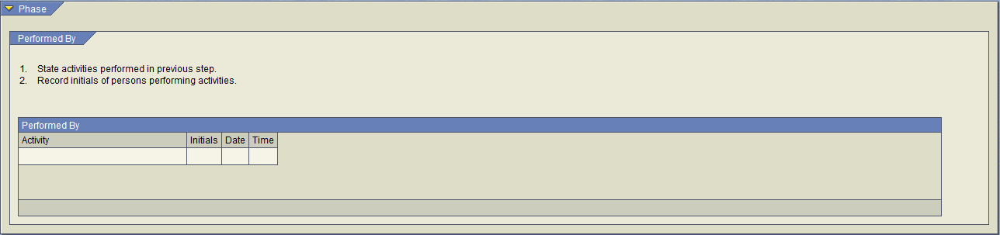 Phase
Performed By
1. State activities performed in previous step.
2. Record initials of persons performing activities.
Performed By
Activity Initials Date Time